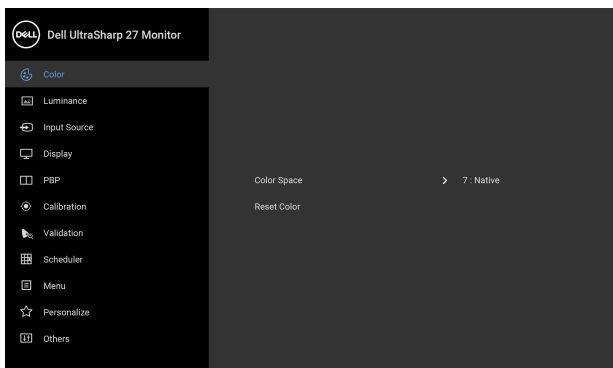 DELL Dell UltraSharp 27 Monitor
Color
Luminance
Input Source
Display
PBP
Color Space 7 : Native
Calibration
Reset Color
Validation
Scheduler
Menu
Personalize
Others